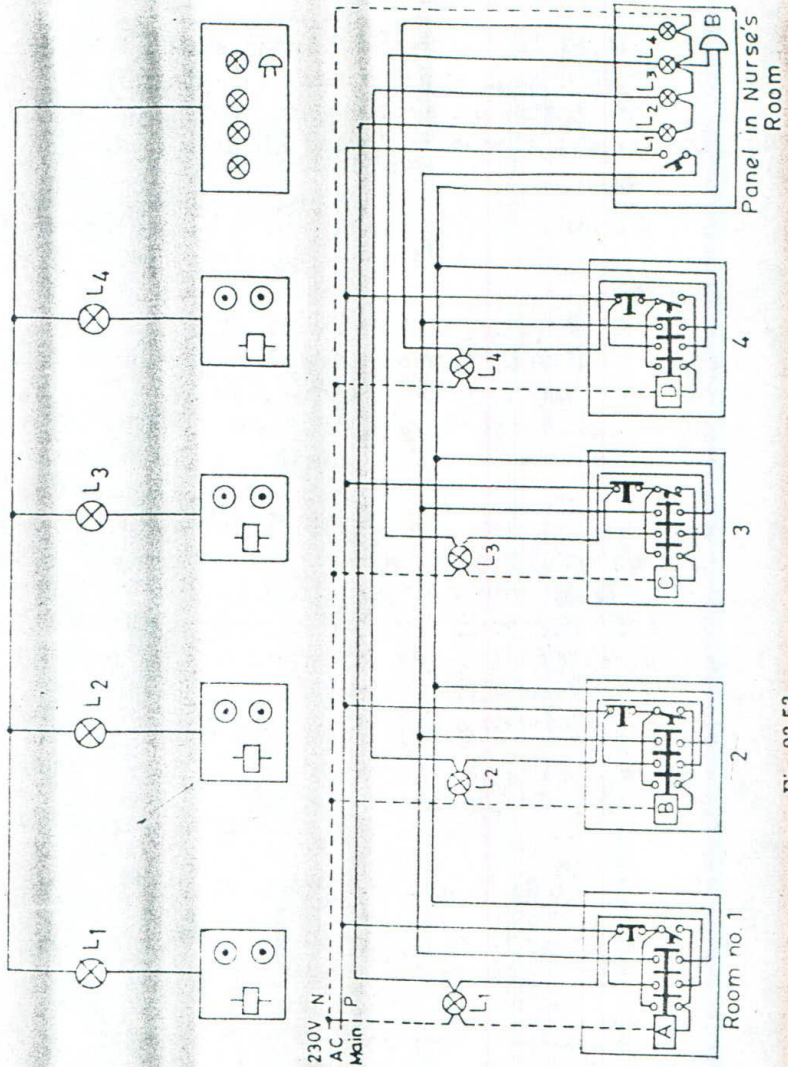 L1
L2
L3
L4
230V N
AC
Main P
L1
L2
L3
L4
L1
L2
L3
L4
B
A
B
C
D
Room no. 1
2
3
4
Panel in Nurse's
Room